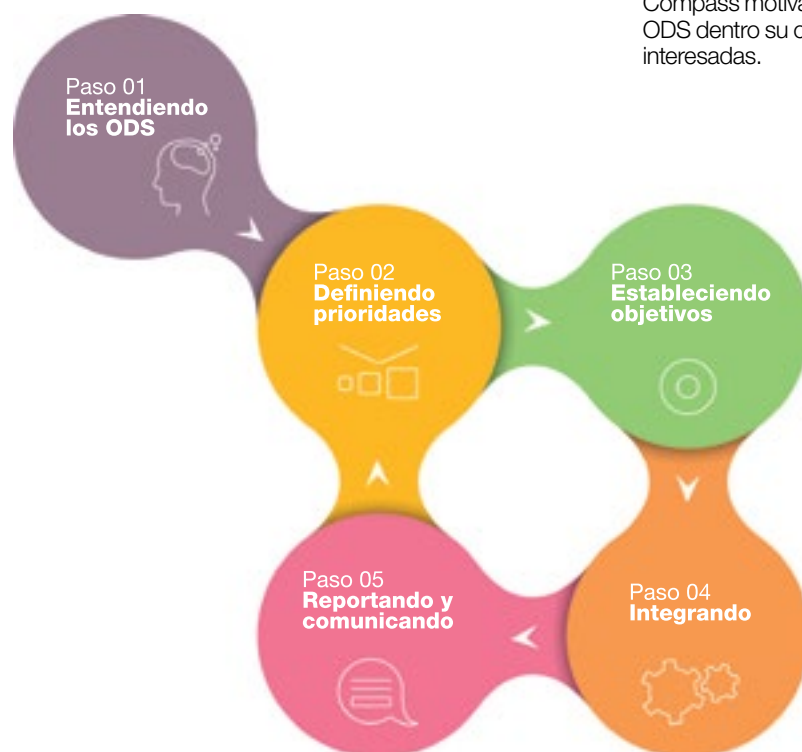 Compass motiva
ODS dentro su c
interesadas.
Paso 01
Entendiendo
los ODS
Paso 02
Definiendo
prioridades
Paso 03
Estableciendo
objetivos
Paso 04
Integrando
Paso 05
Reportando y
comunicando